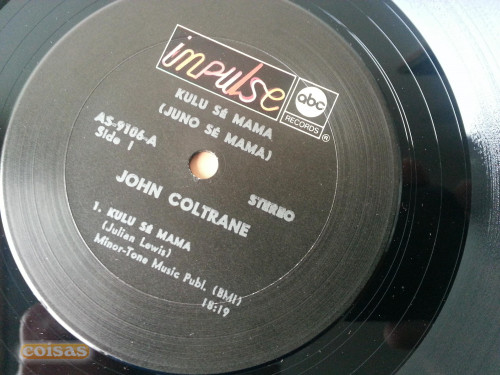 impulse
abc
RECORDS
KULU Sé MAMA
(JUNO Sé MAMA)
AS-9106-A
Side 1
STEREO
JOHN COLTRANE
1. KULU Sé MAMA
(Julian Lewis)
Minor-tone Music Publ. (BMI)
18:19
coisas